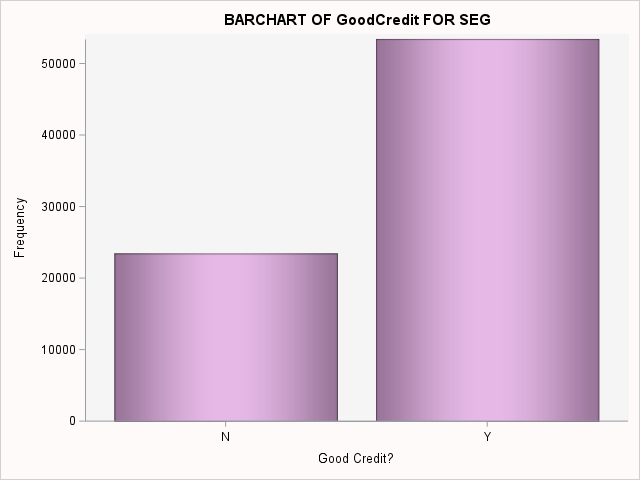 BARCHART OF GoodCredit FOR SEG
50000
40000
30000
20000
10000
0
Frequency
N Y
Good Credit?